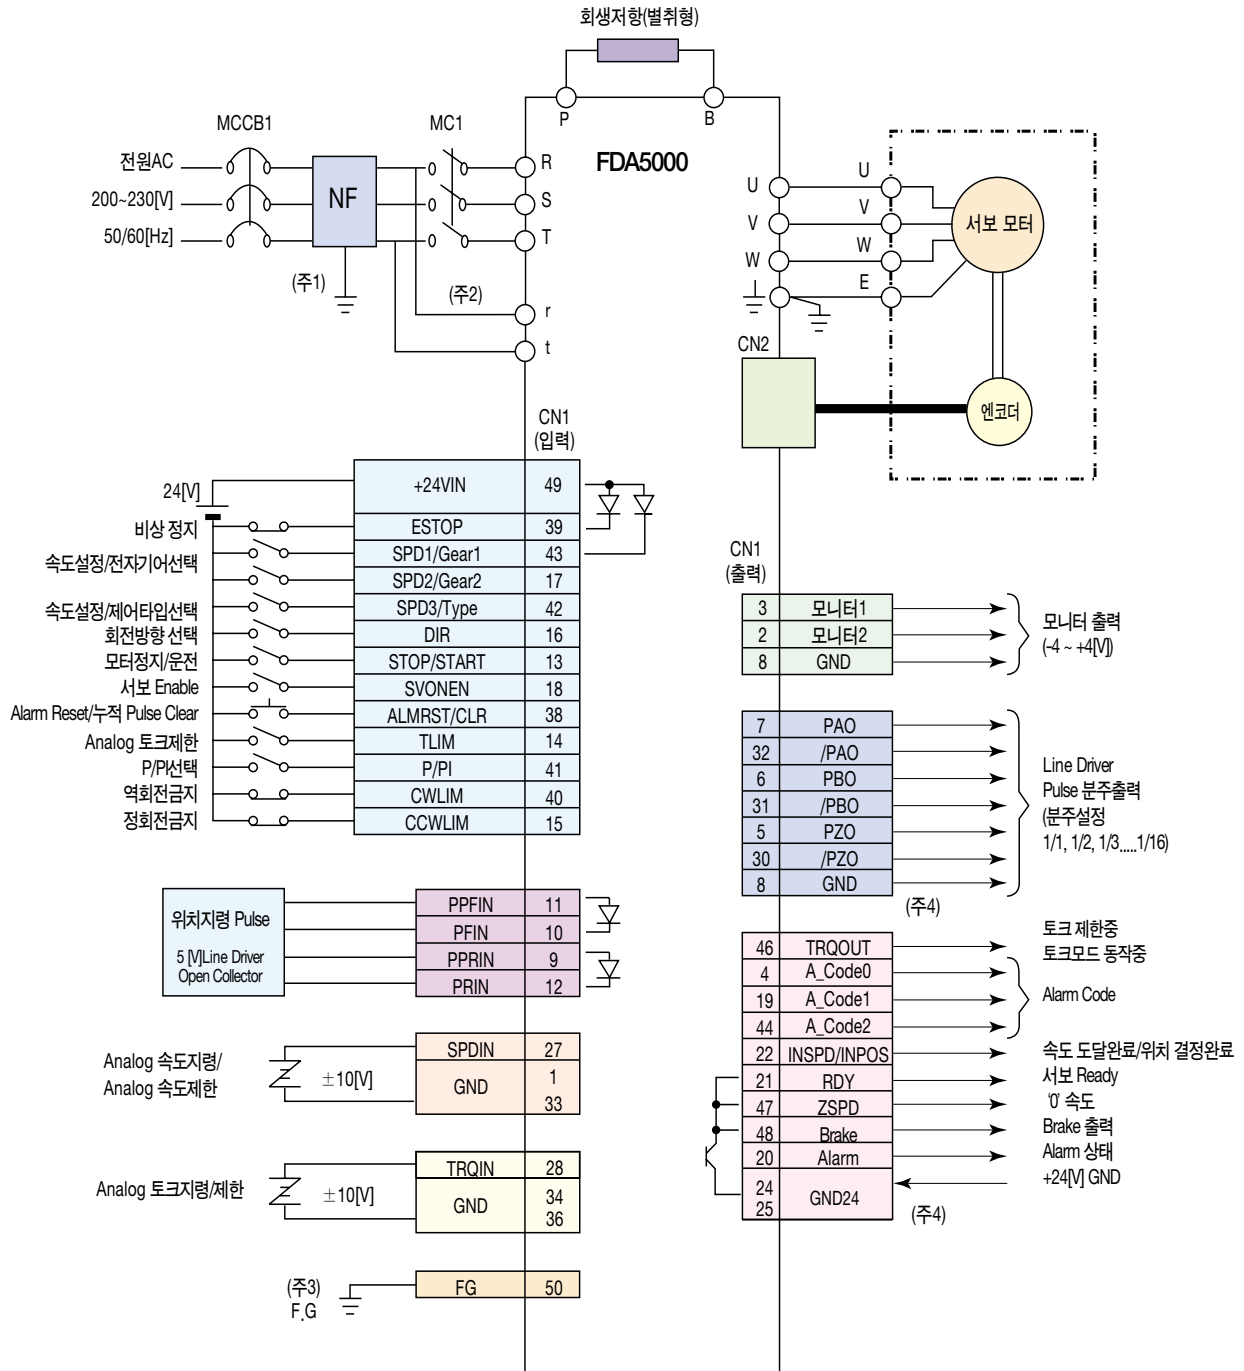 회생저항(별취형)
P
B
MCCB1
MC1
FDA5000
전원AC
200~230[V]
50/60[Hz]
NF
R
S
T
(주1)
(주2)
r
t
U
V
W
U
V
W
E
서보 모터
CN2
엔코더
CN1
(입력)
24[V]
+24VIN 49
비상 정지 ESTOP 39
속도설정/전자기어선택
SPD1/Gear1 43
SPD2/Gear2 17
속도설정/제어타입선택 SPD3/Type 42
회전방향 선택 DIR 16
모터정지/운전 STOP/START 13
서보 Enable SVONEN 18
Alarm Reset/누적 Pulse Clear ALMRST/CLR 38
Analog 토크제한 TLIM 14
P/PI선택 P/PI 41
역회전금지 CWLIM 40
정회전금지 CCWLIM 15
위치지령 Pulse
5 [V]Line Driver
Open Collector
PPFIN 11
PFIN 10
PPRIN 9
PRIN 12
Analog 속도지령/
Analog 속도제한
±10[V]
SPDIN 27
GND 1
33
Analog 토크지령/제한
±10[V]
TRQIN 28
GND 34
36
(주3)
F.G
FG 50
CN1
(출력)
3 모니터1
2 모니터2
8 GND
모니터 출력
(-4 ~ +4[V])
7 PAO
32 /PAO
6 PBO
31 /PBO
5 PZO
30 /PZO
8 GND
Line Driver
Pulse 분주출력
(분주설정
1/1, 1/2, 1/3.....1/16)
(주4)
46 TRQOUT
토크 제한중
토크모드 동작중
4 A_Code0
19 A_Code1
44 A_Code2
Alarm Code
22 INSPD/INPOS 속도 도달완료/위치 결정완료
21 RDY 서보 Ready
47 ZSPD '0' 속도
48 Brake Brake 출력
20 Alarm Alarm 상태
24
25
GND24 +24[V] GND
(주4)